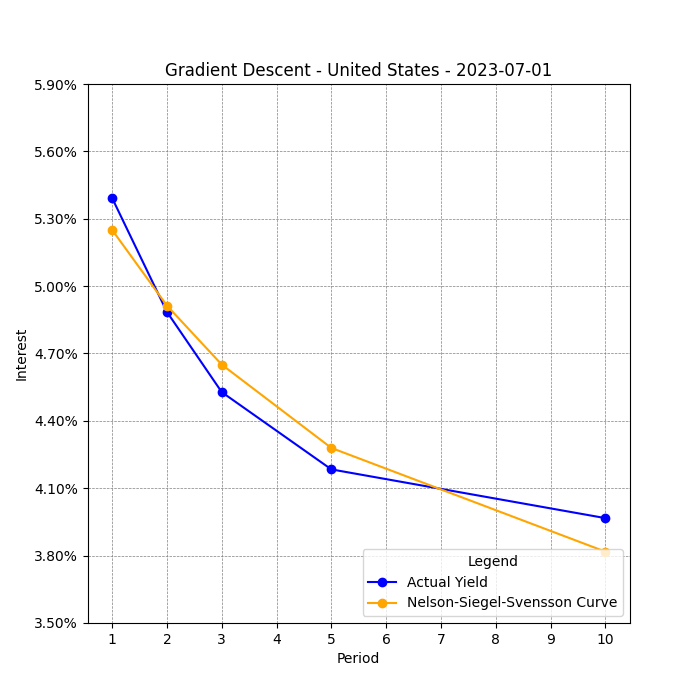 Gradient Descent - United States - 2023-07-01
5.90%
5.60%
5.30%
5.00%
4.70%
4.40%
4.10%
3.80%
3.50%
Interest
Legend
Actual Yield
Nelson-Siegel-Svensson Curve
1 2 3 4 5 6 7 8 9 10
Period